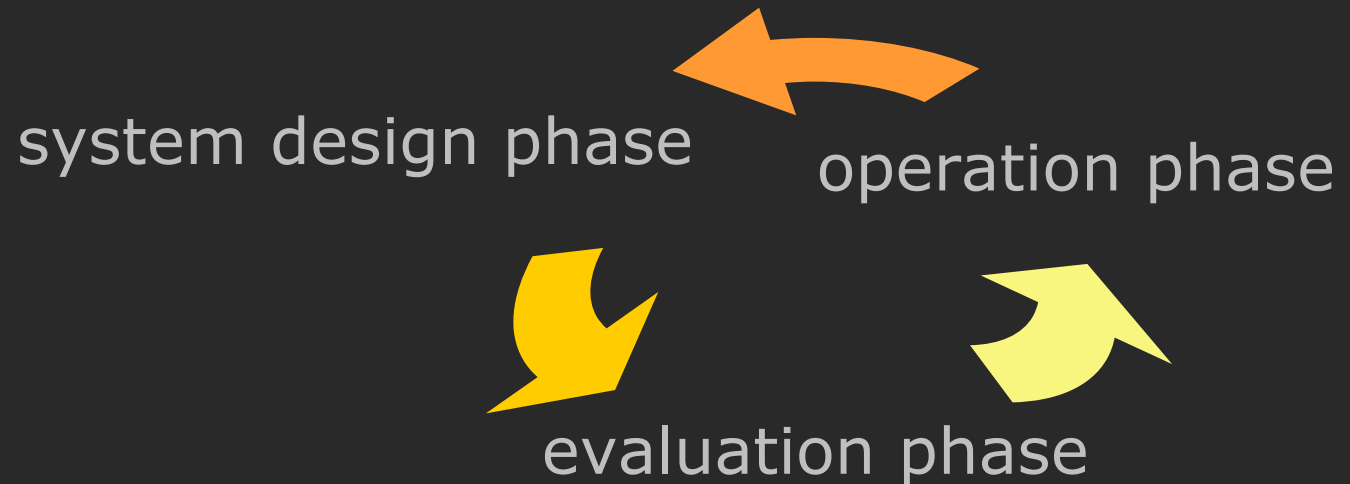 system design phase
operation phase
evaluation phase